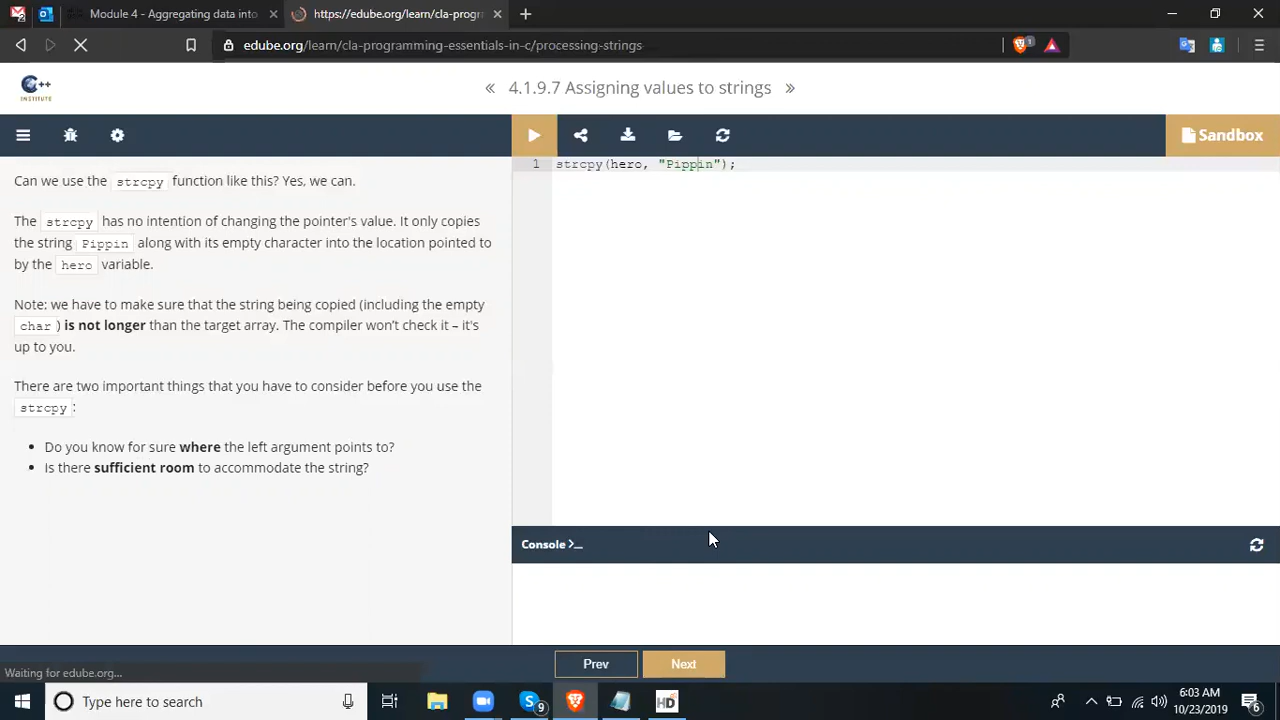 Module 4 - Aggregating data into
https://edube.org/learn/cla-progr
edube.org/learn/cla-programming-essentials-in-c/processing-strings
1
C++
INSTITUTE
« 4.1.9.7 Assigning values to strings »
Sandbox
Can we use the strcpy function like this? Yes, we can.
The strcpy has no intention of changing the pointer's value. It only copies
the string Pippin along with its empty character into the location pointed to
by the hero variable.
Note: we have to make sure that the string being copied (including the empty
char ) is not longer than the target array. The compiler won't check it – it's
up to you.
There are two important things that you have to consider before you use the
strcpy :
• Do you know for sure where the left argument points to?
• Is there sufficient room to accommodate the string?
1 strcpy(hero, "Pippin");
Console >_
Prev
Next
Waiting for edube.org...
Type here to search
9
HD
6:03 AM
10/23/2019
6